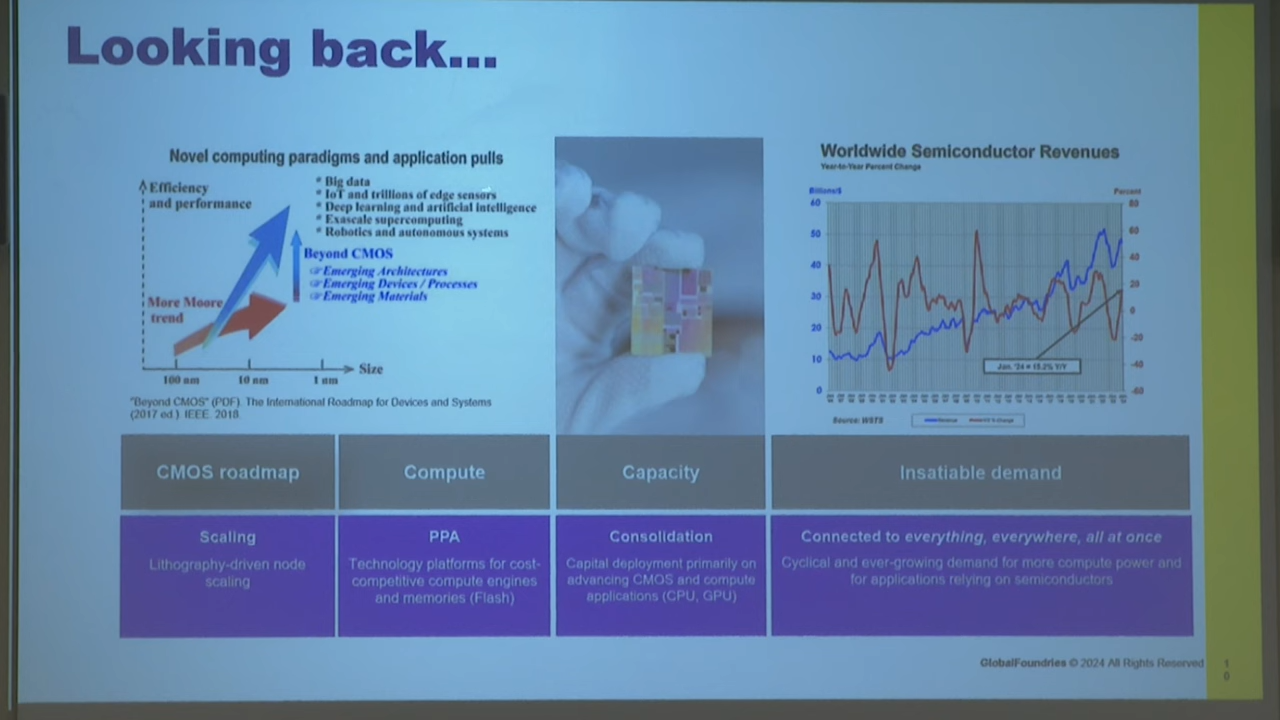 Looking back...
Novel computing paradigms and application pulls
Efficiency
and performance
* Big data
* IoT and trillions of edge sensors
* Deep learning and artificial intelligence
* Exascale supercomputing
* Robotics and autonomous systems
Beyond CMOS
☞Emerging Architectures
☞Emerging Devices / Processes
☞Emerging Materials
More Moore
trend
Size
100 nm
10 nm
1 nm
"Beyond CMOS" (PDF). The International Roadmap for Devices and Systems
(2017 ed.). IEEE. 2018.
Worldwide Semiconductor Revenues
Year-to-Year Percent Change
Billions/$
Percent
60
50
40
30
20
10
0
80
60
40
20
0
-20
-40
-60
Jan. '24 = 15.2% Y/Y
Source: WSTS
Revenue
Y/Y % Change
CMOS roadmap
Compute
Capacity
Insatiable demand
Scaling
Lithography-driven node
scaling
PPA
Technology platforms for cost-
competitive compute engines
and memories (Flash)
Consolidation
Capital deployment primarily on
advancing CMOS and compute
applications (CPU, GPU)
Connected to everything, everywhere, all at once
Cyclical and ever-growing demand for more compute power and
for applications relying on semiconductors
GlobalFoundries © 2024 All Rights Reserved
1
0